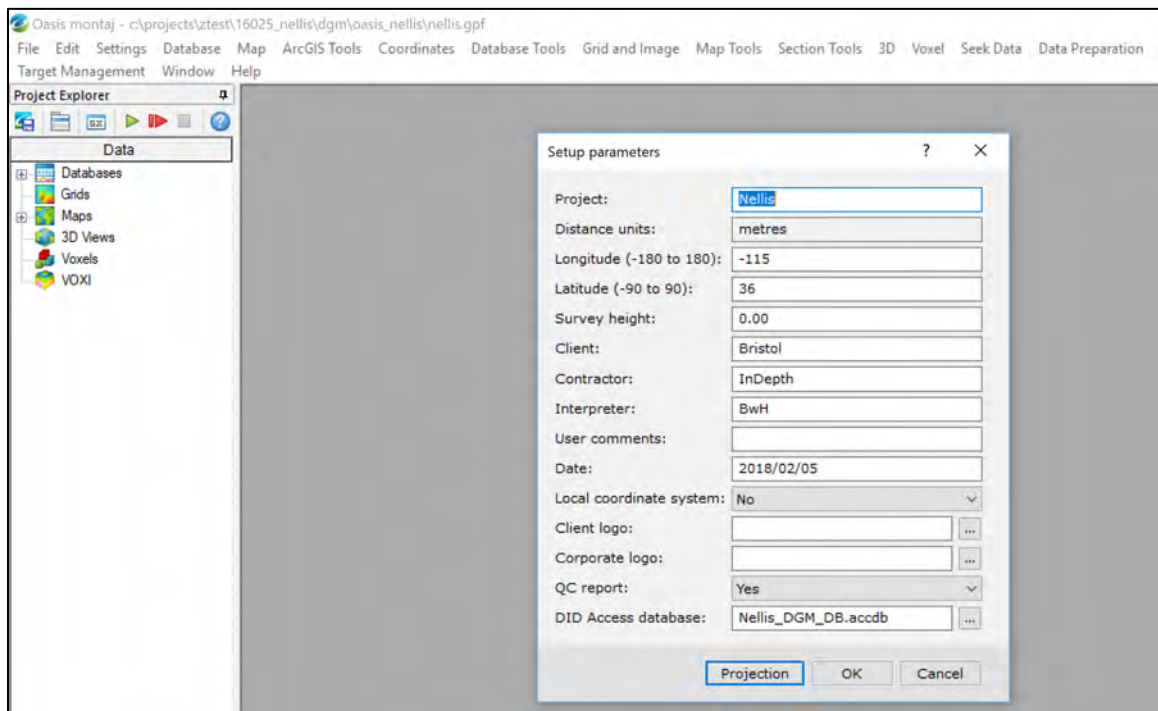 Oasis montaj - c:\projects\ztest\16025_nellis\dgm\oasis_nellis\nellis.gpf
File Edit Settings Database Map ArcGIS Tools Coordinates Database Tools Grid and Image Map Tools Section Tools 3D Voxel Seek Data Data Preparation
Target Management Window Help
Project Explorer
GX
Data
Databases
Grids
Maps
3D Views
Voxels
VOXI
Setup parameters ? ×
Project: Nellis
Distance units: metres
Longitude (-180 to 180): -115
Latitude (-90 to 90): 36
Survey height: 0.00
Client: Bristol
Contractor: InDepth
Interpreter: BwH
User comments:
Date: 2018/02/05
Local coordinate system: No
Client logo: ...
Corporate logo: ...
QC report: Yes
DID Access database: Nellis_DGM_DB.accdb ...
Projection OK Cancel